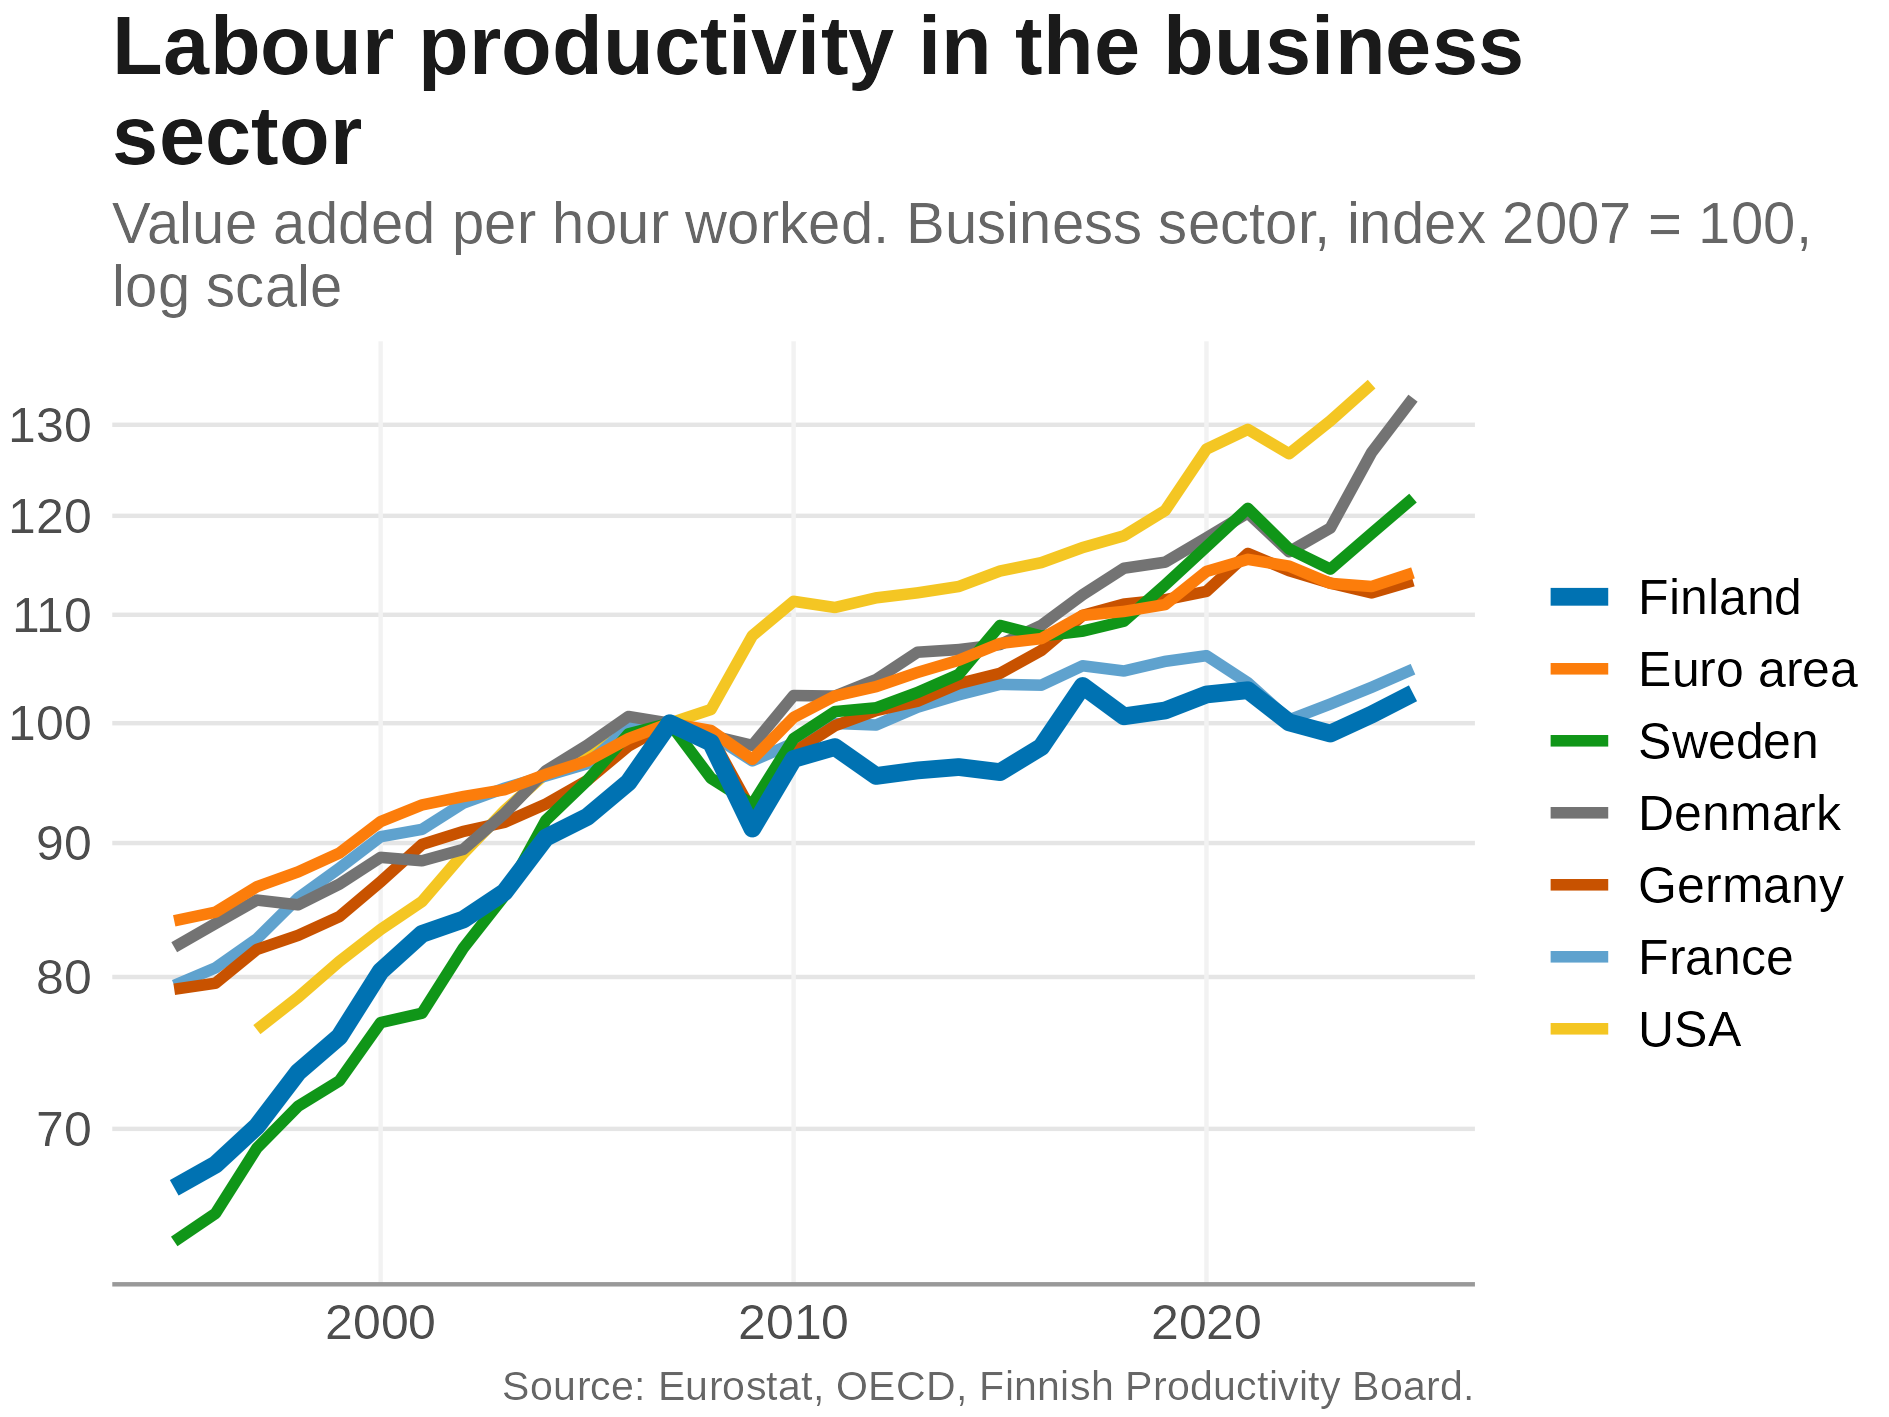 Labour productivity in the business
sector
Value added per hour worked. Business sector, index 2007 = 100,
log scale
130
120
110
100
90
80
70
Finland
Euro area
Sweden
Denmark
Germany
France
USA
2000
2010
2020
Source: Eurostat, OECD, Finnish Productivity Board.